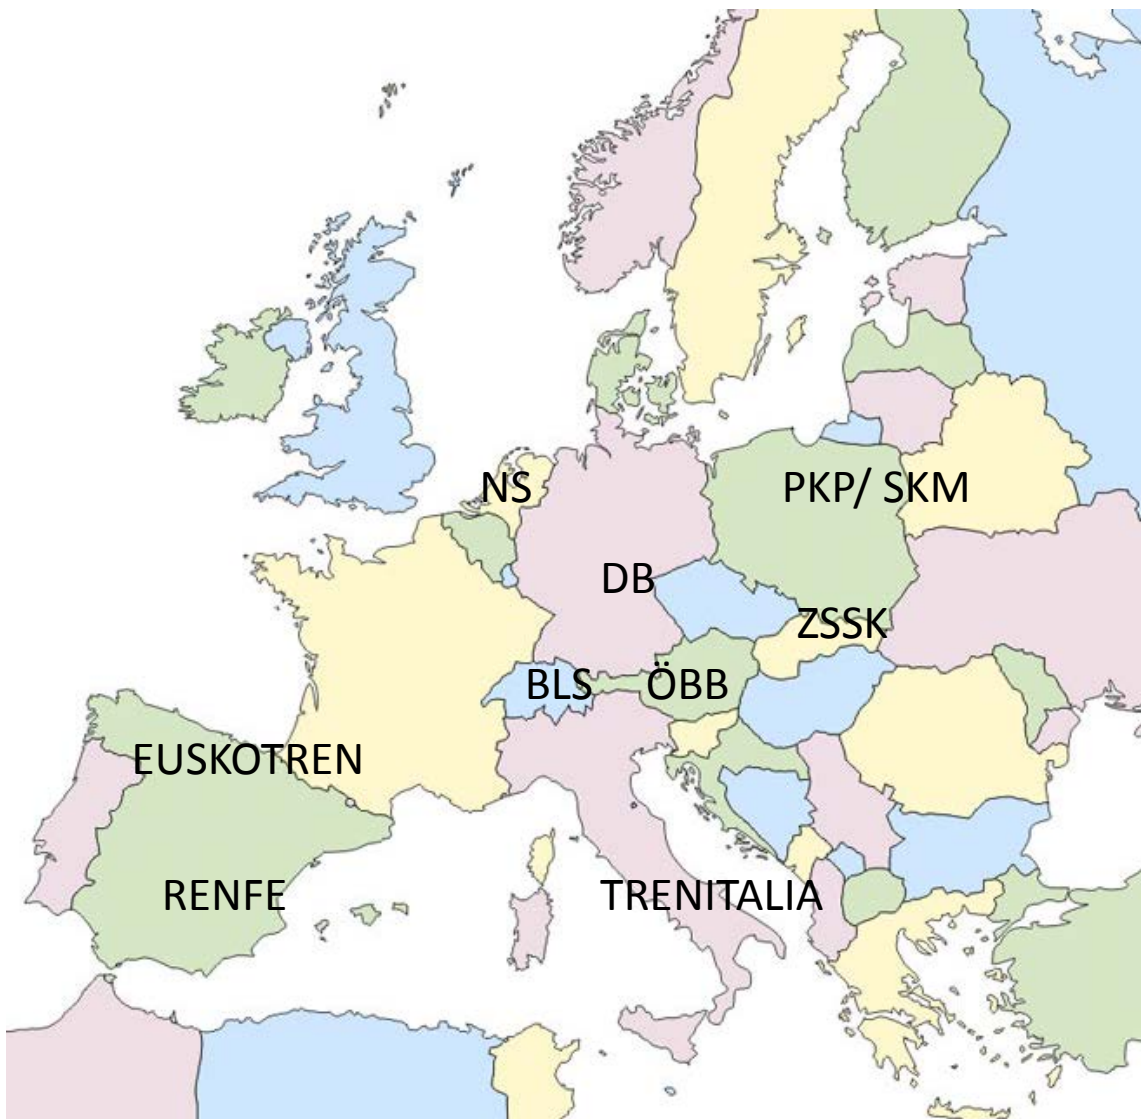 NS
PKP/ SKM
DB
ZSSK
BLS
ÖBB
EUSKOTREN
RENFE
TRENITALIA